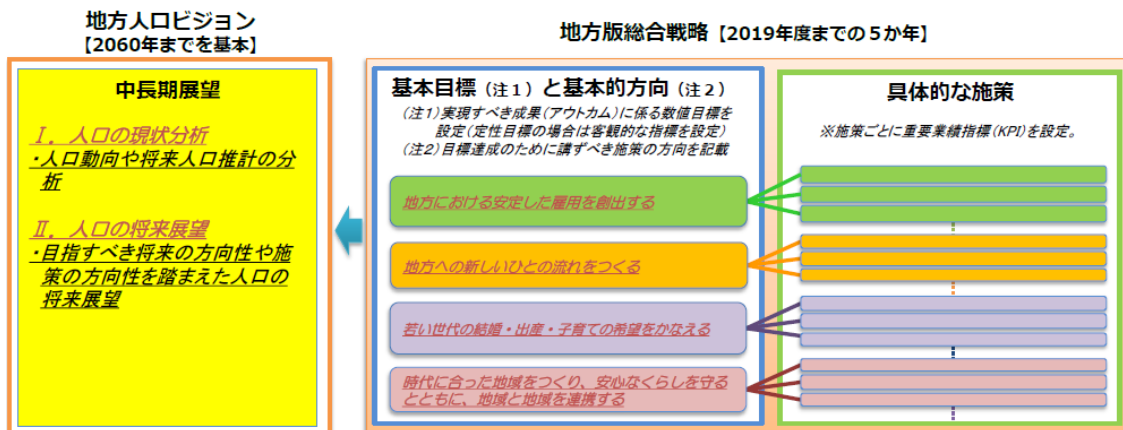 地方人口ビジョン
【2060年までを基本】
中長期展望
Ⅰ．人口の現状分析
・人口動向や将来人口推計の分
析
Ⅱ．人口の将来展望
・目指すべき将来の方向性や施
策の方向性を踏まえた人口の
将来展望
地方版総合戦略【2019年度までの５か年】
基本目標（注１）と基本的方向（注２）
(注１)実現すべき成果(アウトカム)に係る数値目標を
設定(定性目標の場合は客観的な指標を設定)
(注２)目標達成のために講ずべき施策の方向を記載
地方における安定した雇用を創出する
地方への新しいひとの流れをつくる
若い世代の結婚・出産・子育ての希望をかなえる
時代に合った地域をつくり、安心なくらしを守る
とともに、地域と地域を連携する
具体的な施策
※施策ごとに重要業績指標(KPI)を設定。